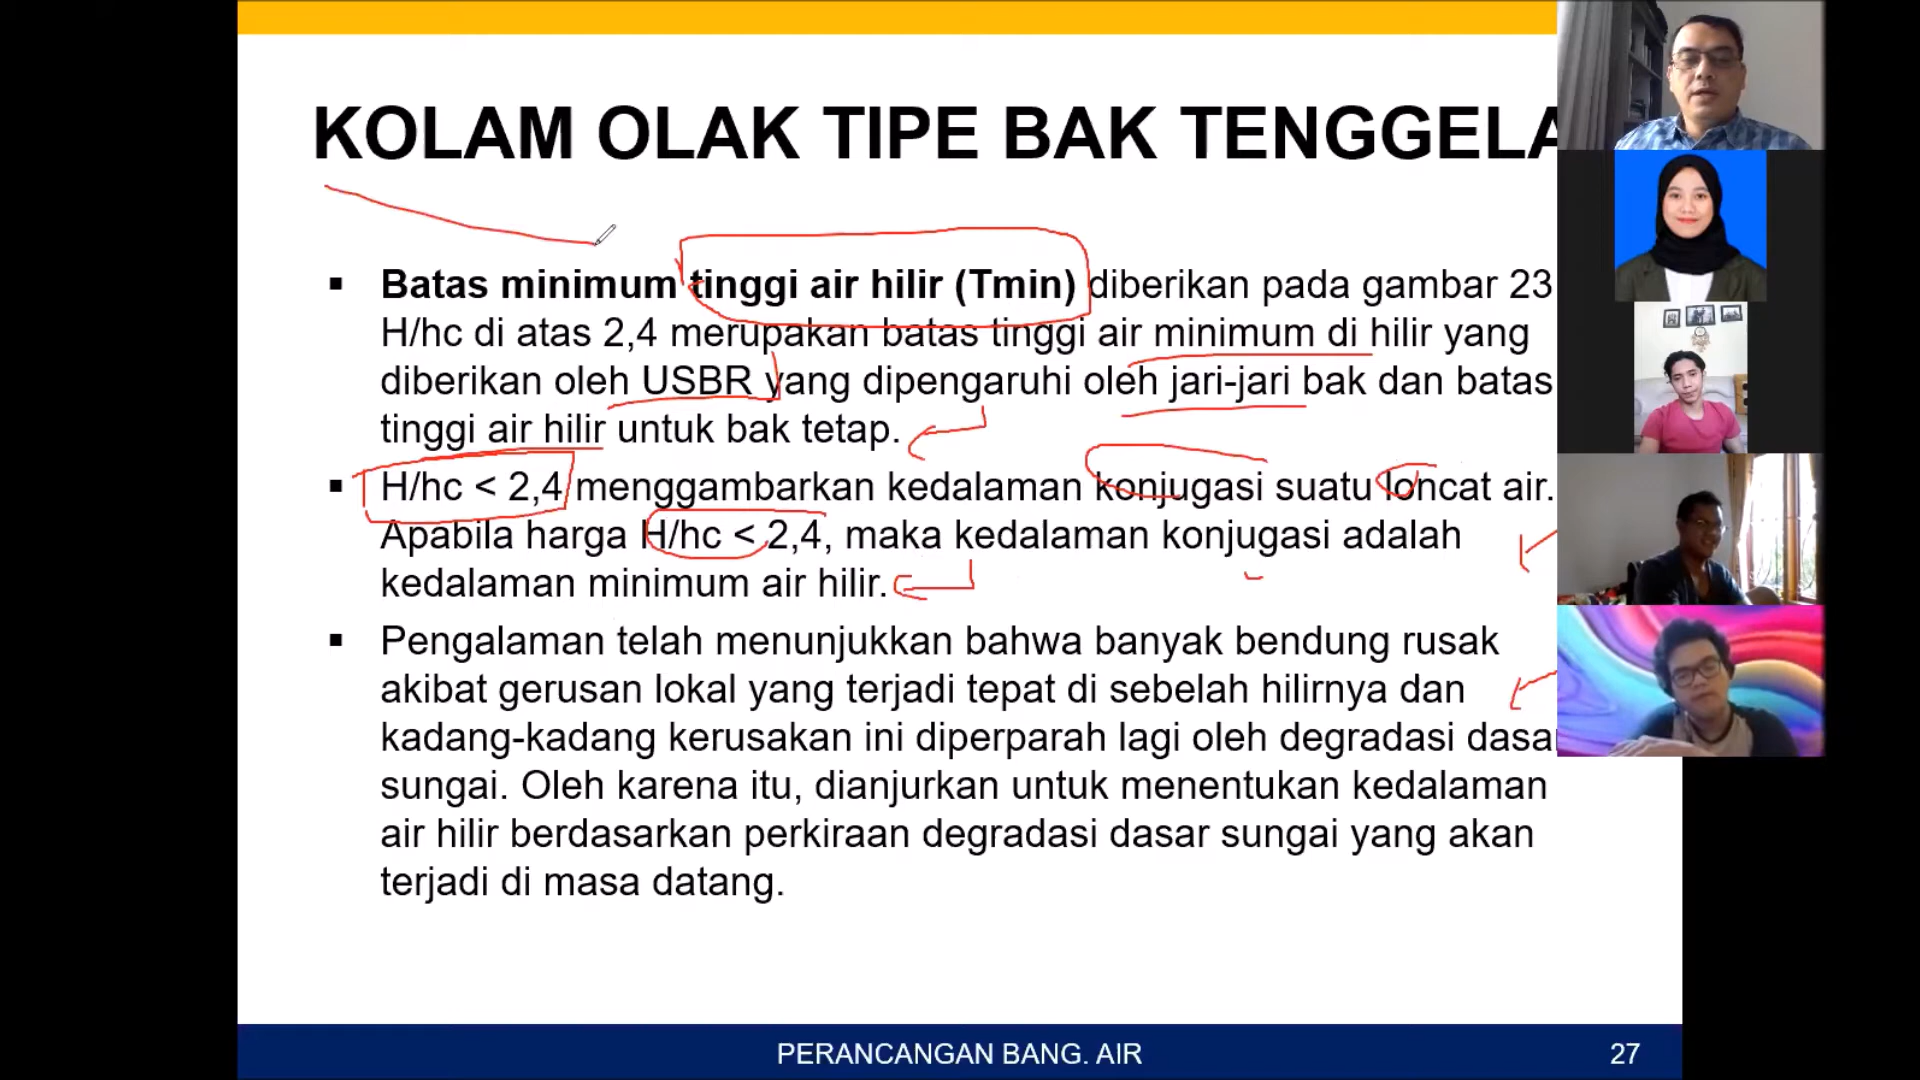 KOLAM OLAK TIPE BAK TENGGELA
▪ Batas minimum tinggi air hilir (Tmin) diberikan pada gambar 23
H/hc di atas 2,4 merupakan batas tinggi air minimum di hilir yang
diberikan oleh USBR yang dipengaruhi oleh jari-jari bak dan batas
tinggi air hilir untuk bak tetap.
▪ H/hc < 2,4 menggambarkan kedalaman konjugasi suatu loncat air.
Apabila harga H/hc < 2,4, maka kedalaman konjugasi adalah
kedalaman minimum air hilir.
▪ Pengalaman telah menunjukkan bahwa banyak bendung rusak
akibat gerusan lokal yang terjadi tepat di sebelah hilirnya dan
kadang-kadang kerusakan ini diperparah lagi oleh degradasi dasar
sungai. Oleh karena itu, dianjurkan untuk menentukan kedalaman
air hilir berdasarkan perkiraan degradasi dasar sungai yang akan
terjadi di masa datang.
PERANCANGAN BANG. AIR
27